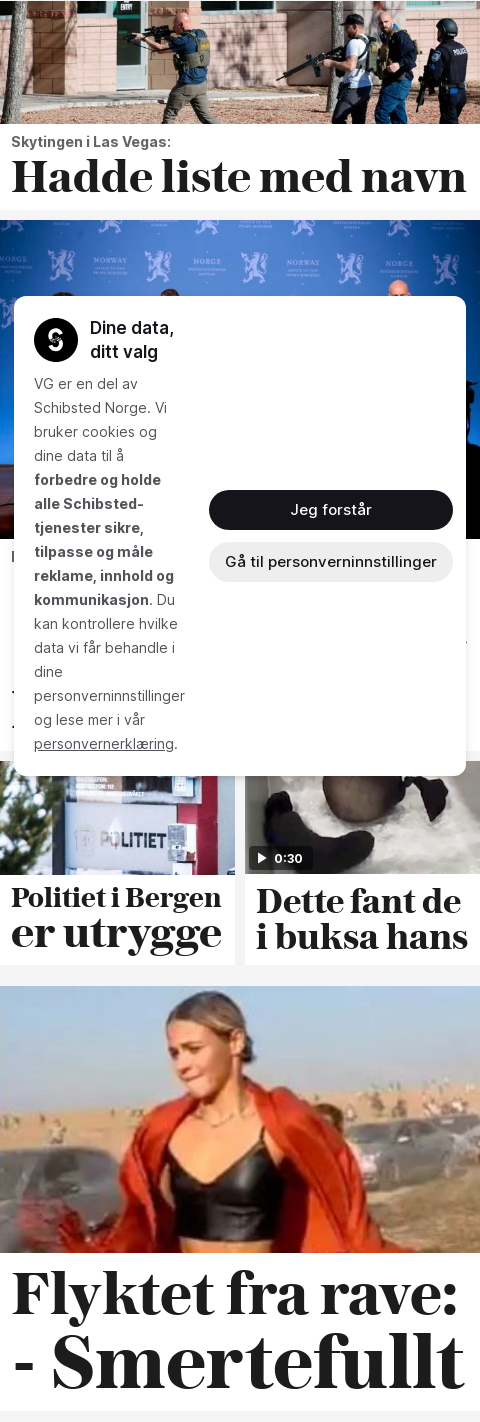 ENTRY
POLICE
Skytingen i Las Vegas:
Hadde liste med navn
NORGE
NORWAY
NORGE
NORWAY
NORGE
NORWAY
NORGE
Dine data,
ditt valg
VG er en del av
Schibsted Norge. Vi
bruker cookies og
dine data til å
forbedre og holde
alle Schibsted-
tjenester sikre,
tilpasse og måle
reklame, innhold og
kommunikasjon. Du
kan kontrollere hvilke
data vi får behandle i
dine
personverninnstillinger
og lese mer i vår
personvernerklæring.
Jeg forstår
Gå til personverninnstillinger
POLITIET
0:30
Politiet i Bergen
er utrygge
Dette fant de
i buksa hans
Flyktet fra rave:
- Smertefullt